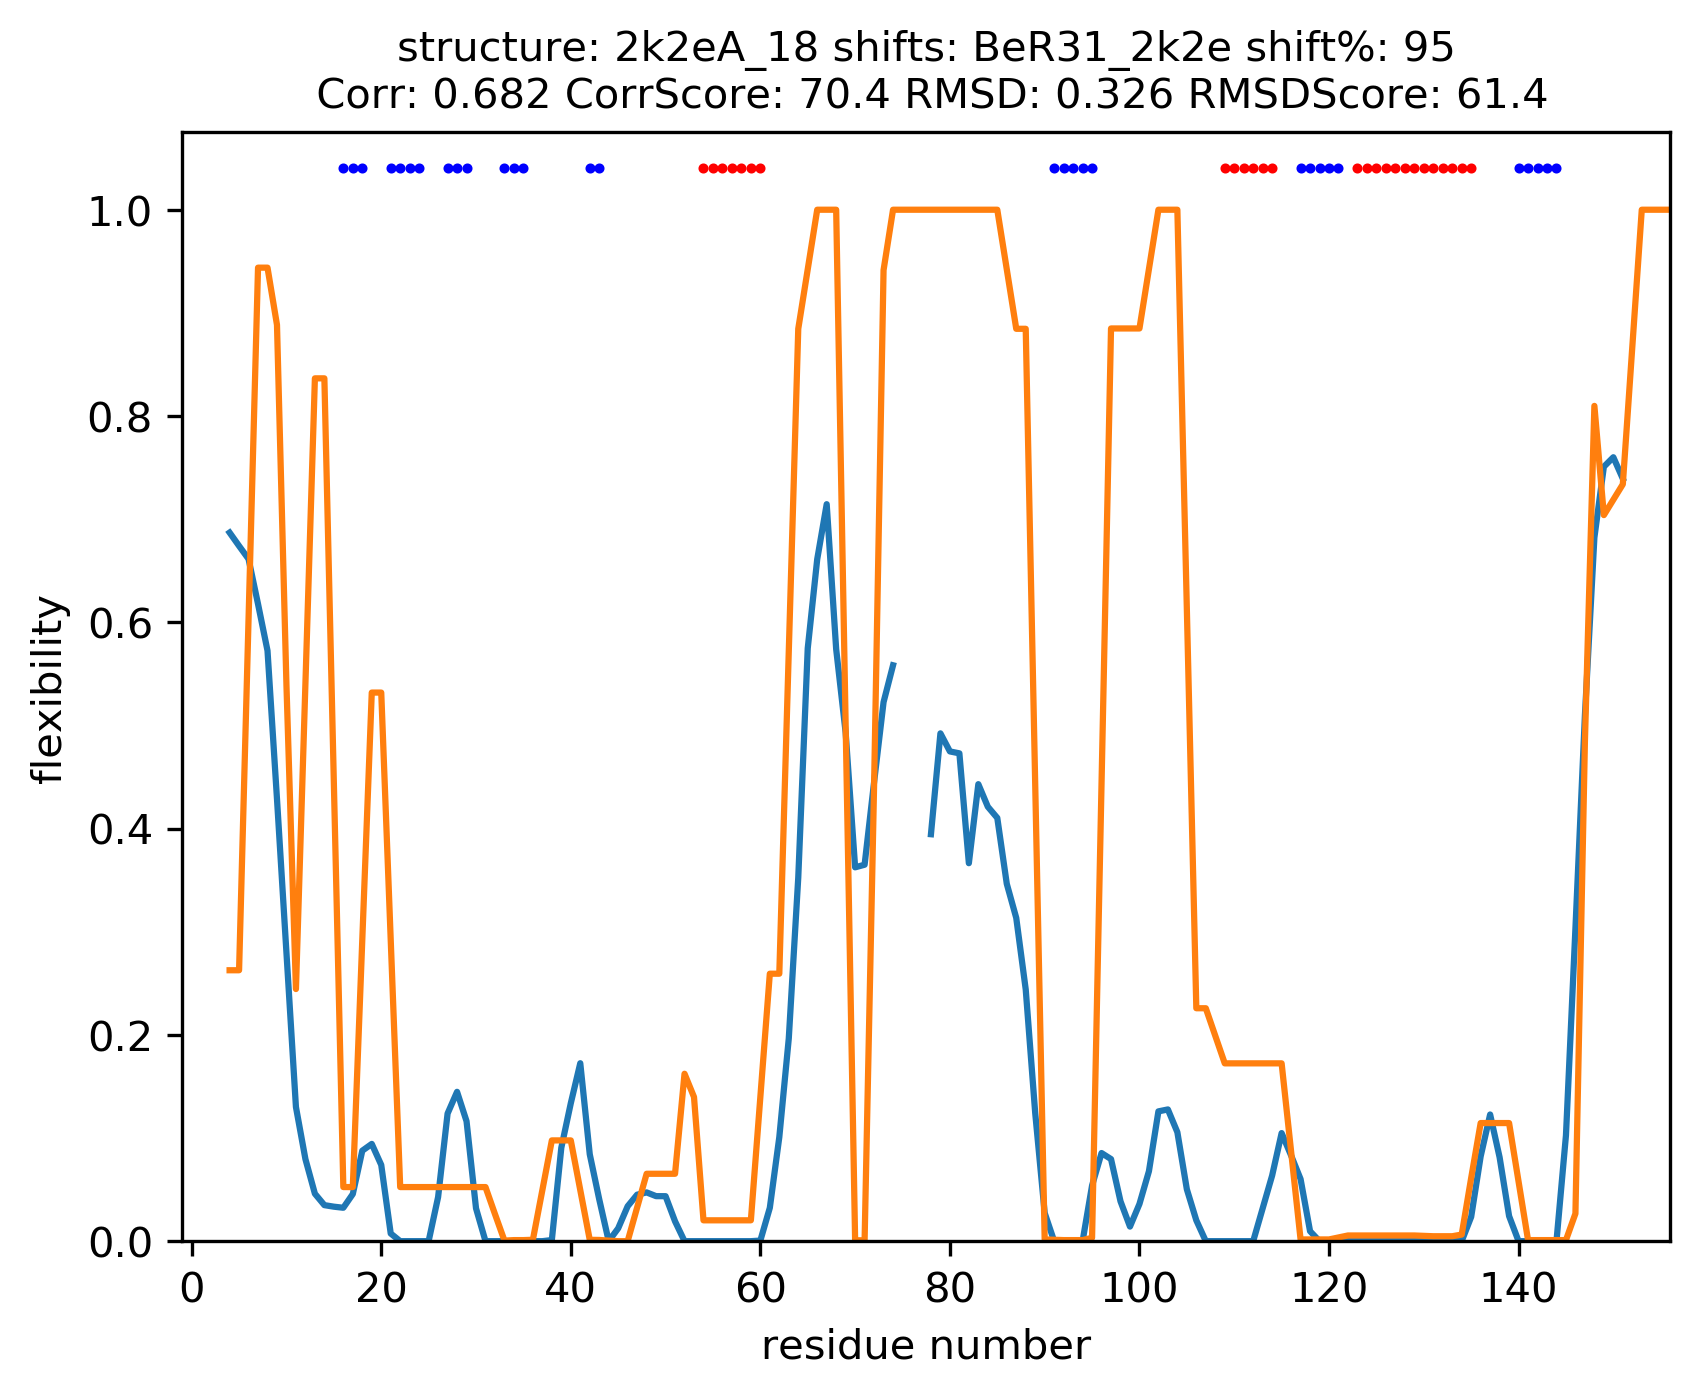 structure: 2k2eA_18 shifts: BeR31_2k2e shift%: 95
Corr: 0.682 CorrScore: 70.4 RMSD: 0.326 RMSDScore: 61.4
1.0
0.8
0.6
0.4
0.2
0.0
flexibility
0 20 40 60 80 100 120 140
residue number